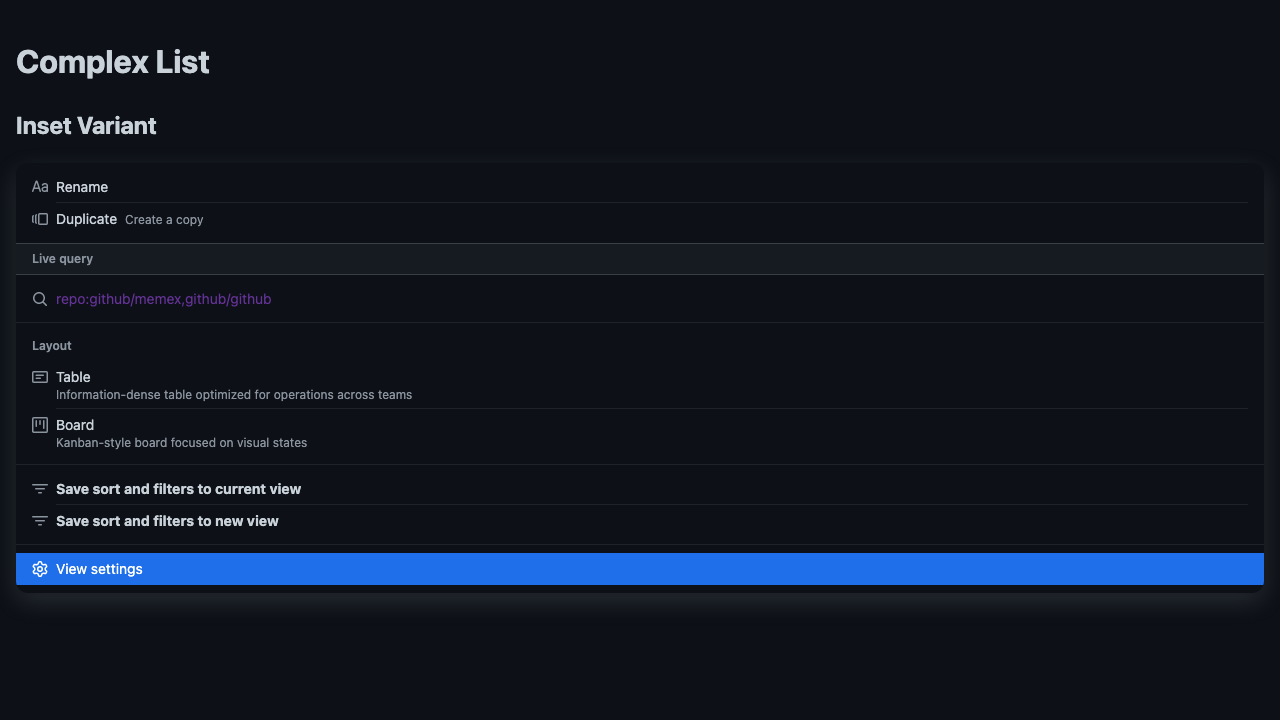 Complex List
Inset Variant
Aa Rename
Duplicate Create a copy
Live query
repo:github/memex,github/github
Layout
Table
Information-dense table optimized for operations across teams
Board
Kanban-style board focused on visual states
Save sort and filters to current view
Save sort and filters to new view
View settings